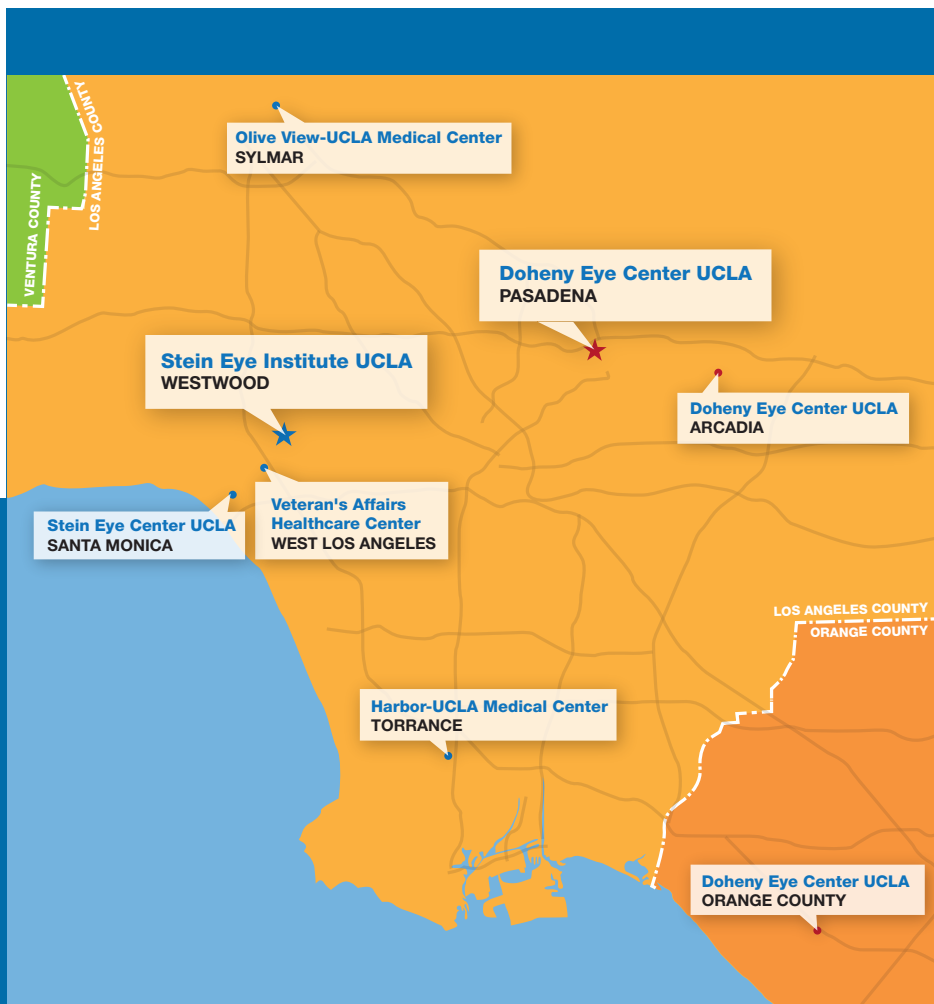 LOS ANGELES COUNTY
VENTURA COUNTY
Olive View-UCLA Medical Center
SYLMAR
Doheny Eye Center UCLA
PASADENA
Stein Eye Institute UCLA
WESTWOOD
Doheny Eye Center UCLA
ARCADIA
Veteran's Affairs
Healthcare Center
WEST LOS ANGELES
Stein Eye Center UCLA
SANTA MONICA
LOS ANGELES COUNTY
ORANGE COUNTY
Harbor-UCLA Medical Center
TORRANCE
Doheny Eye Center UCLA
ORANGE COUNTY